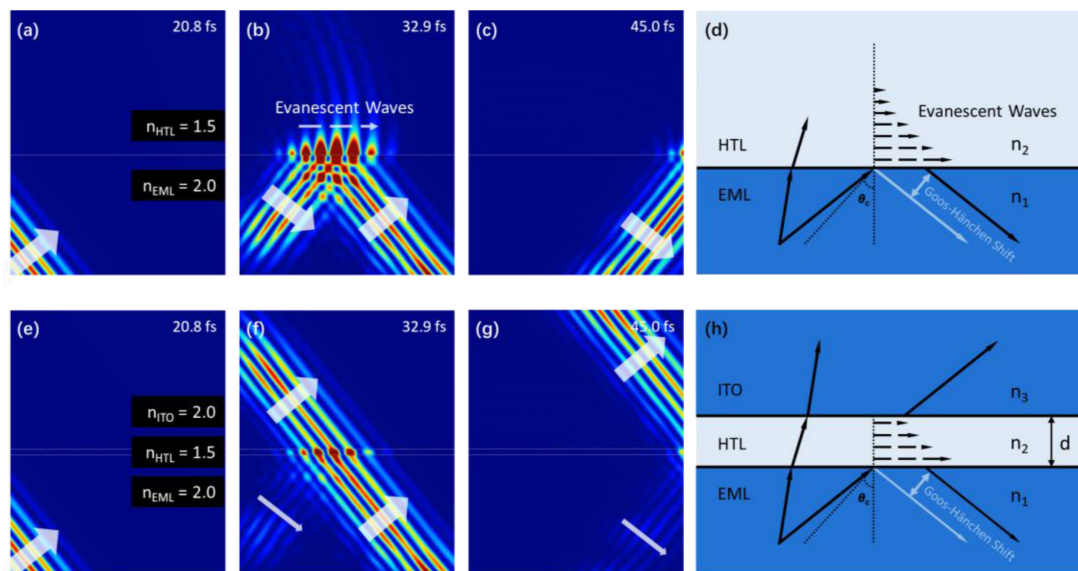 (a)
20.8 fs
n_HTL = 1.5
n_EML = 2.0
(b)
32.9 fs
Evanescent Waves
(c)
45.0 fs
(d)
Evanescent Waves
HTL
n₂
EML
θc
n₁
Goos-Hänchen Shift
(e)
20.8 fs
n_ITO = 2.0
n_HTL = 1.5
n_EML = 2.0
(f)
32.9 fs
(g)
45.0 fs
(h)
ITO
n₃
HTL
n₂
d
EML
θc
n₁
Goos-Hänchen Shift